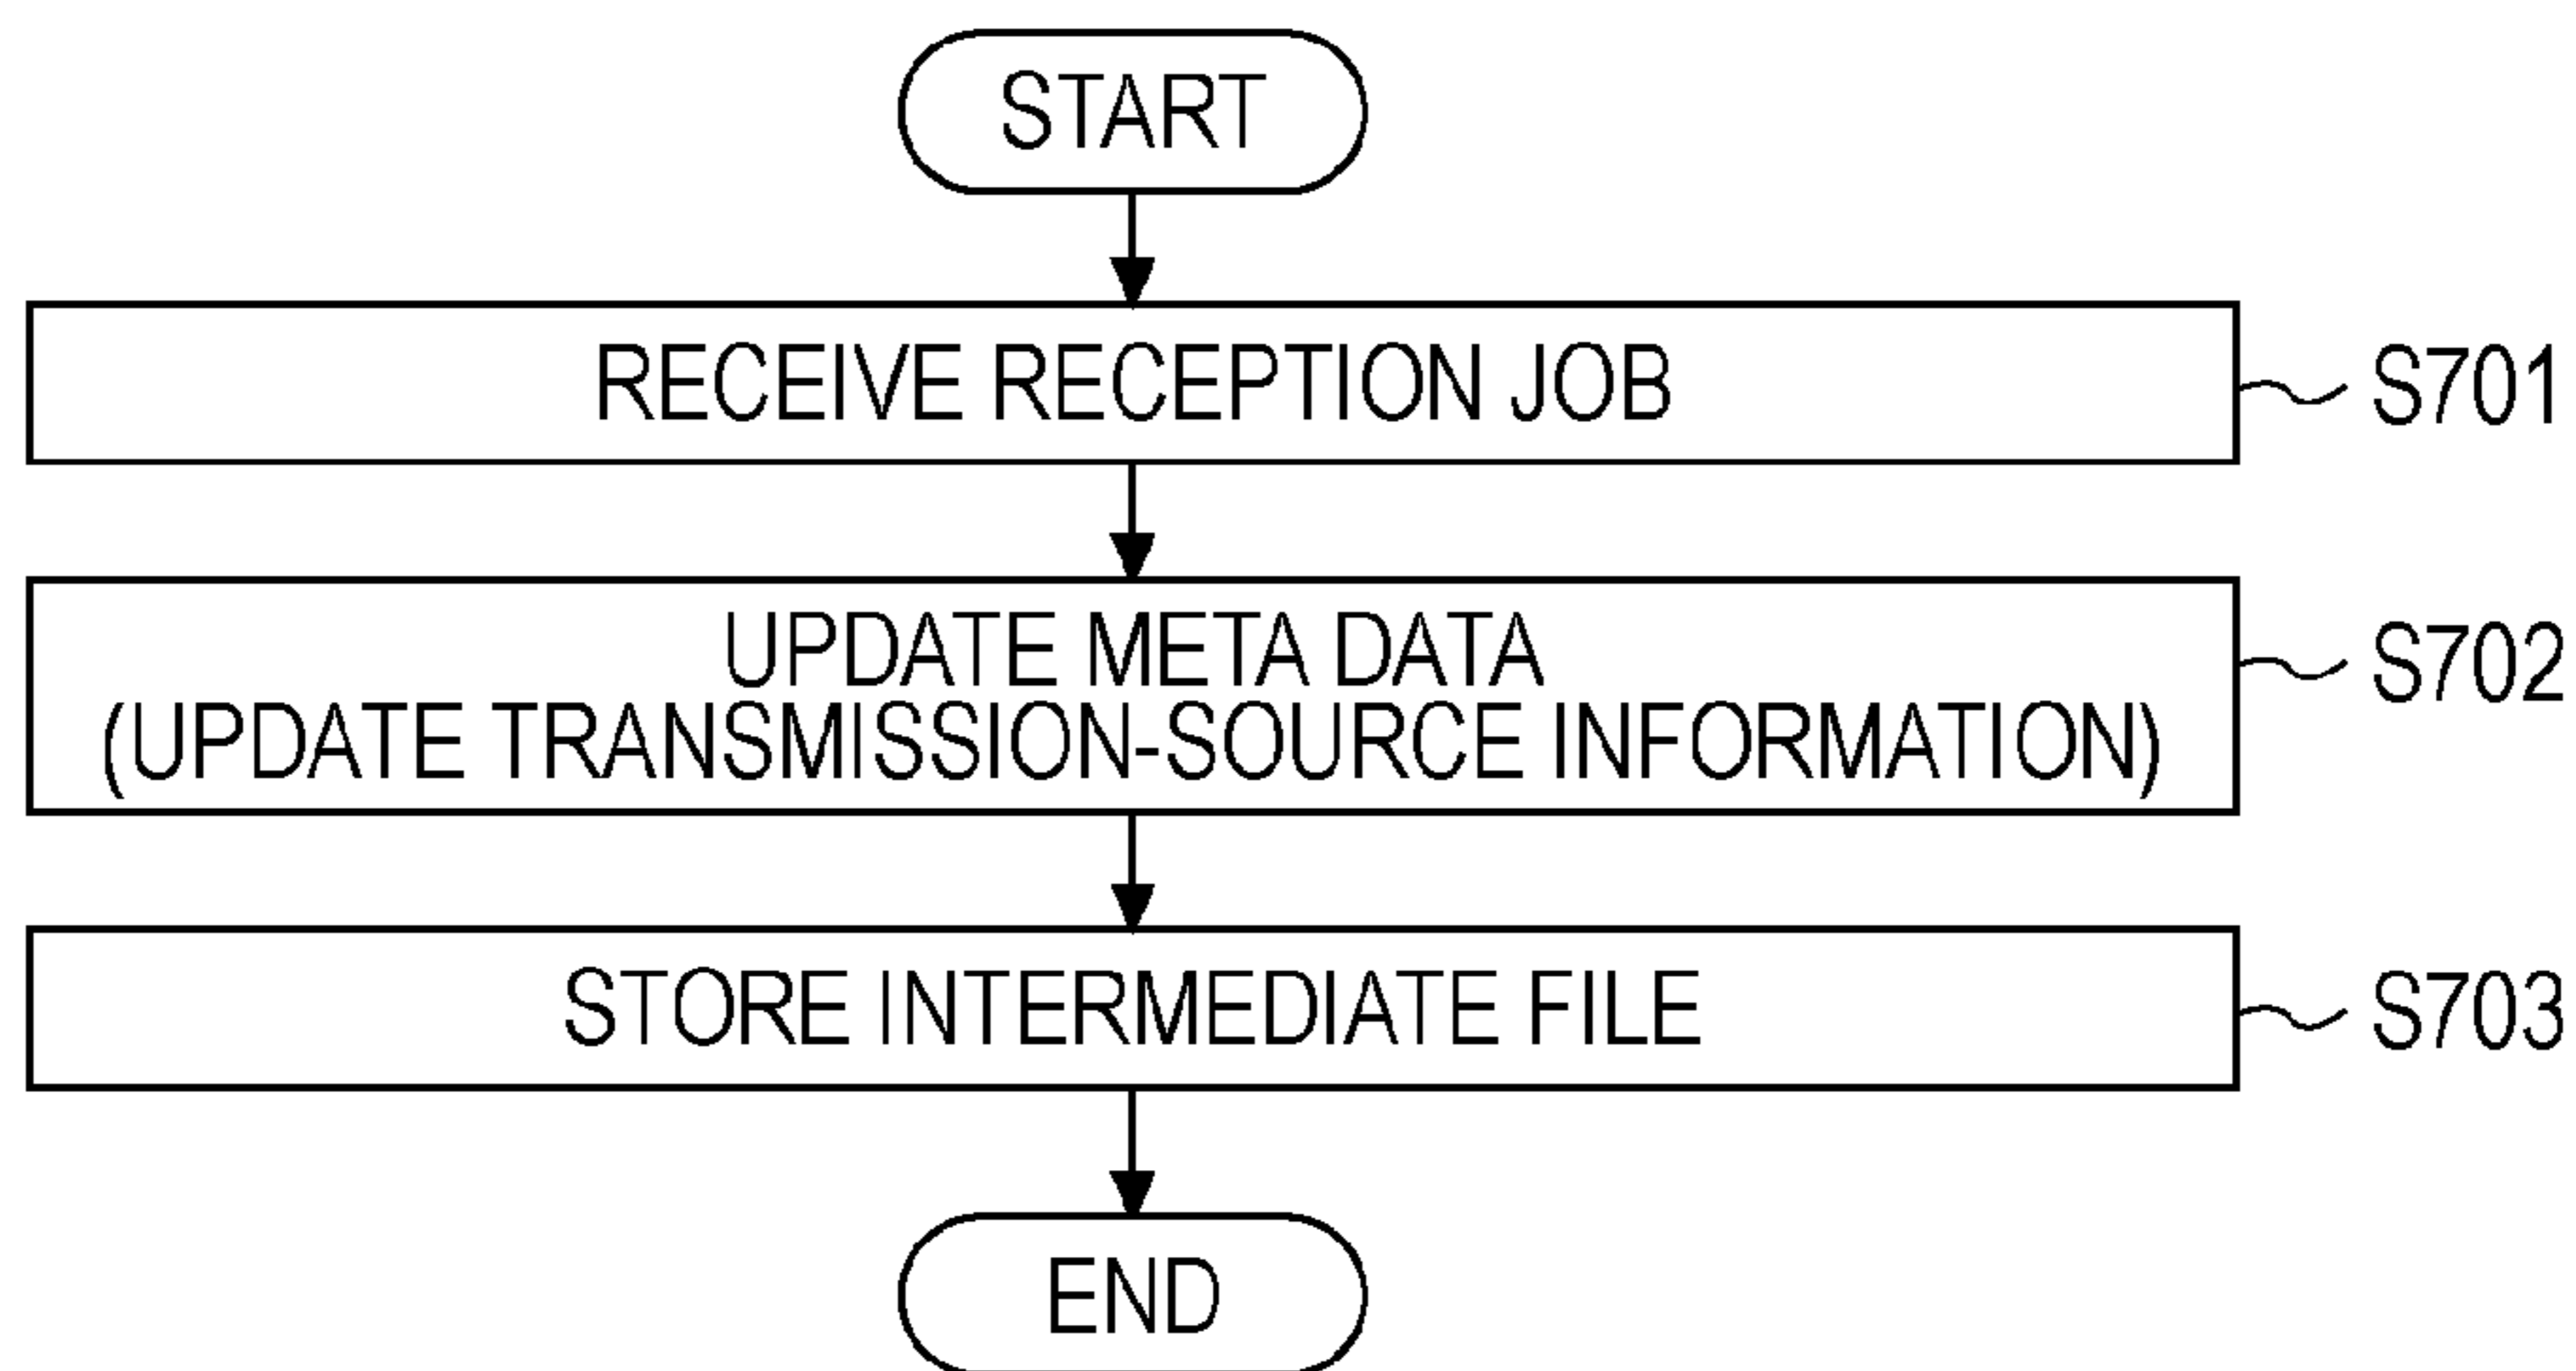 START
RECEIVE RECEPTION JOB
S701
UPDATE META DATA
(UPDATE TRANSMISSION-SOURCE INFORMATION)
S702
STORE INTERMEDIATE FILE
S703
END